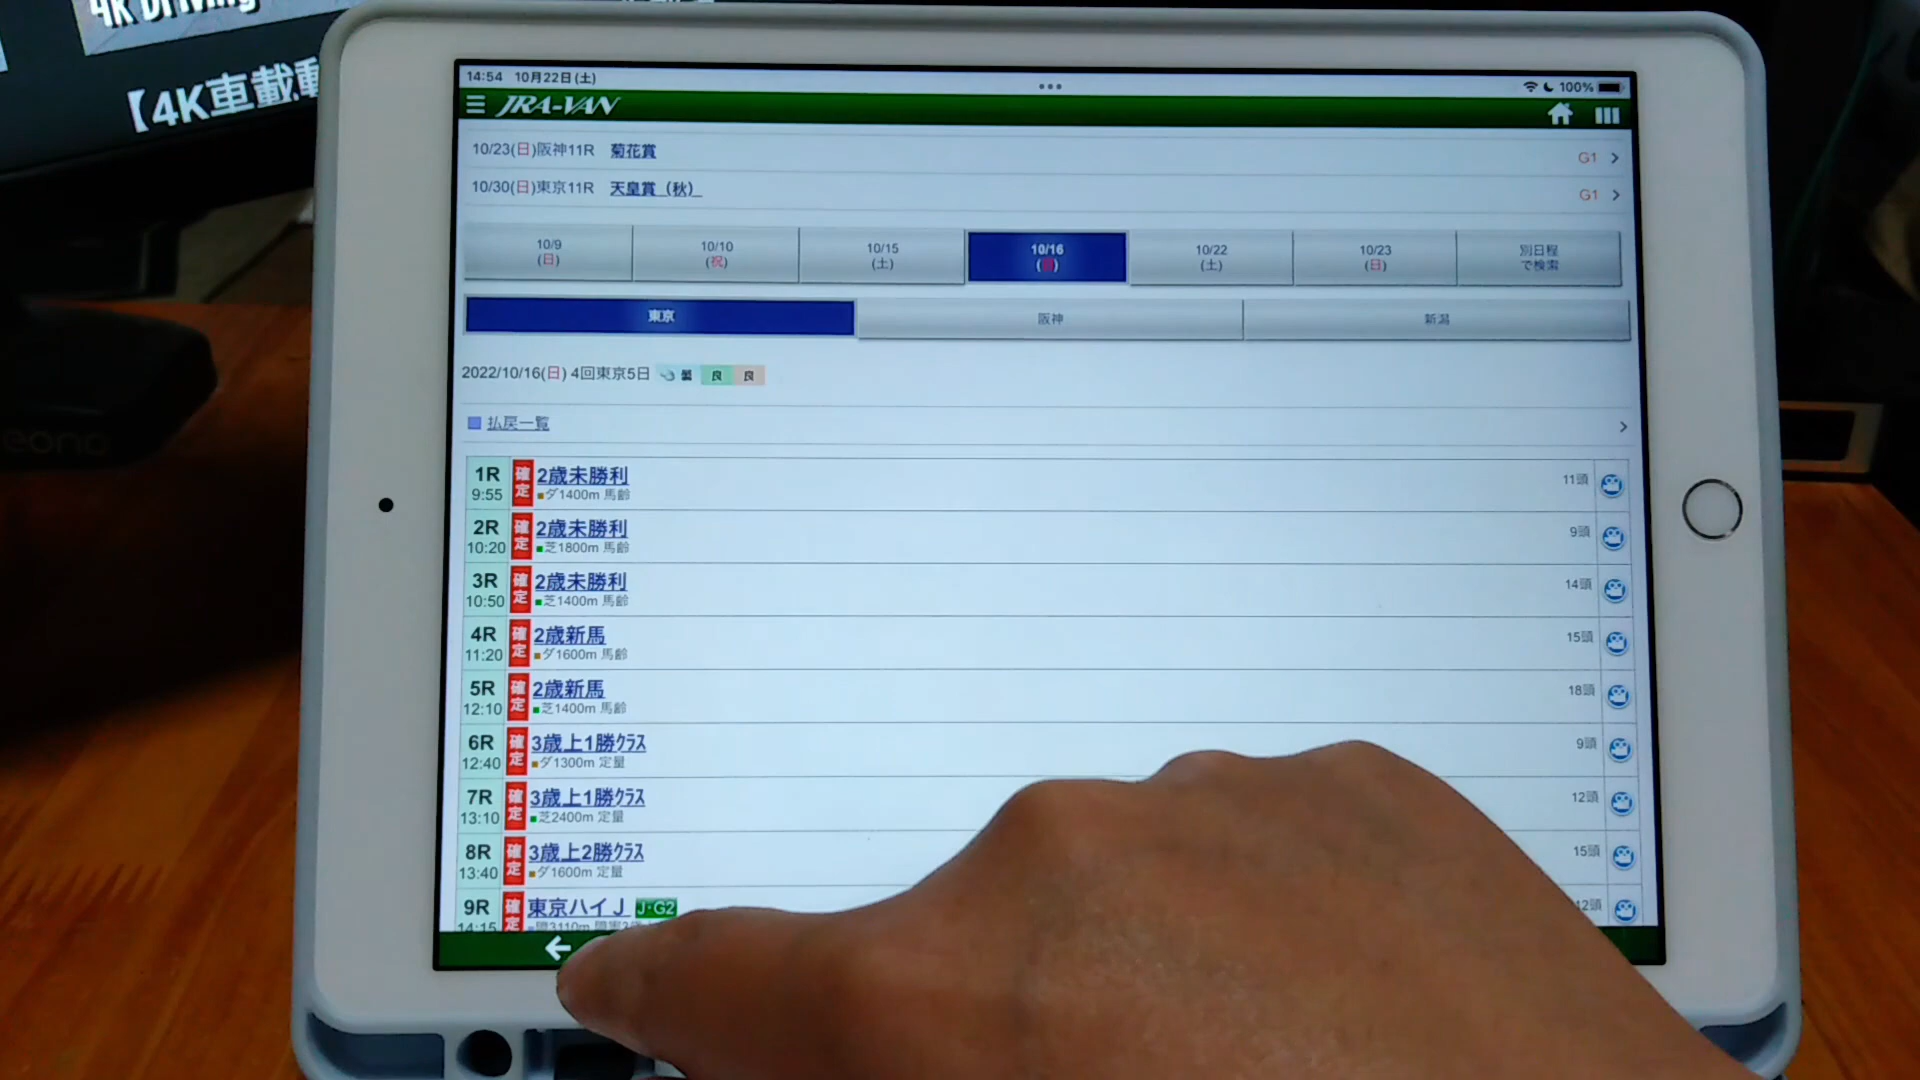 4K Driving
【4K車載動
eono
14:54 10月22日(土)
100%
JRA-VAN
10/23(日)阪神11R 菊花賞 G1
10/30(日)東京11R 天皇賞（秋） G1
10/9 10/10 10/15 10/16 10/22 10/23 別日程
(日) (祝) (土) (日) (土) (日) で検索
東京 阪神 新潟
2022/10/16(日) 4回東京5日 曇 良 良
払戻一覧
1R 確定 2歳未勝利 11頭
9:55 ダ1400m 馬齢
2R 確定 2歳未勝利 9頭
10:20 芝1800m 馬齢
3R 確定 2歳未勝利 14頭
10:50 芝1400m 馬齢
4R 確定 2歳新馬 15頭
11:20 ダ1600m 馬齢
5R 確定 2歳新馬 18頭
12:10 芝1400m 馬齢
6R 確定 3歳上1勝クラス 9頭
12:40 ダ1300m 定量
7R 確定 3歳上1勝クラス 12頭
13:10 芝2400m 定量
8R 確定 3歳上2勝クラス 15頭
13:40 ダ1600m 定量
9R 確定 東京ハイJ J･G2 12頭
14:15 障3110m